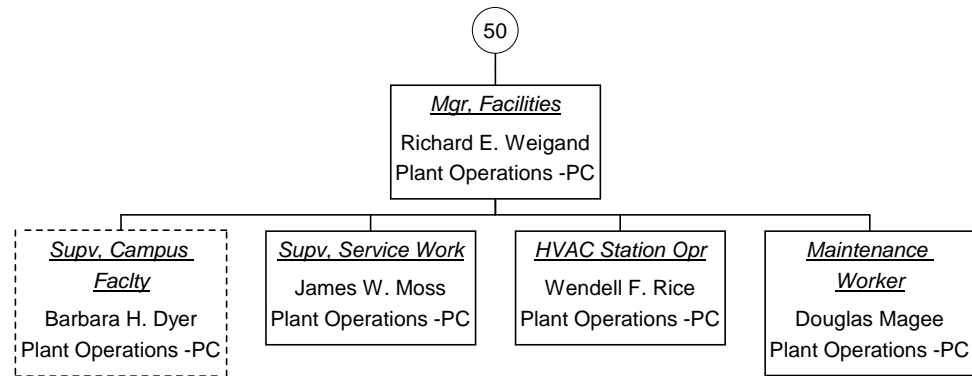 50
Mgr, Facilities
Richard E. Weigand
Plant Operations -PC
Supv, Campus
Faclty
Barbara H. Dyer
Plant Operations -PC
Supv, Service Work
James W. Moss
Plant Operations -PC
HVAC Station Opr
Wendell F. Rice
Plant Operations -PC
Maintenance
Worker
Douglas Magee
Plant Operations -PC